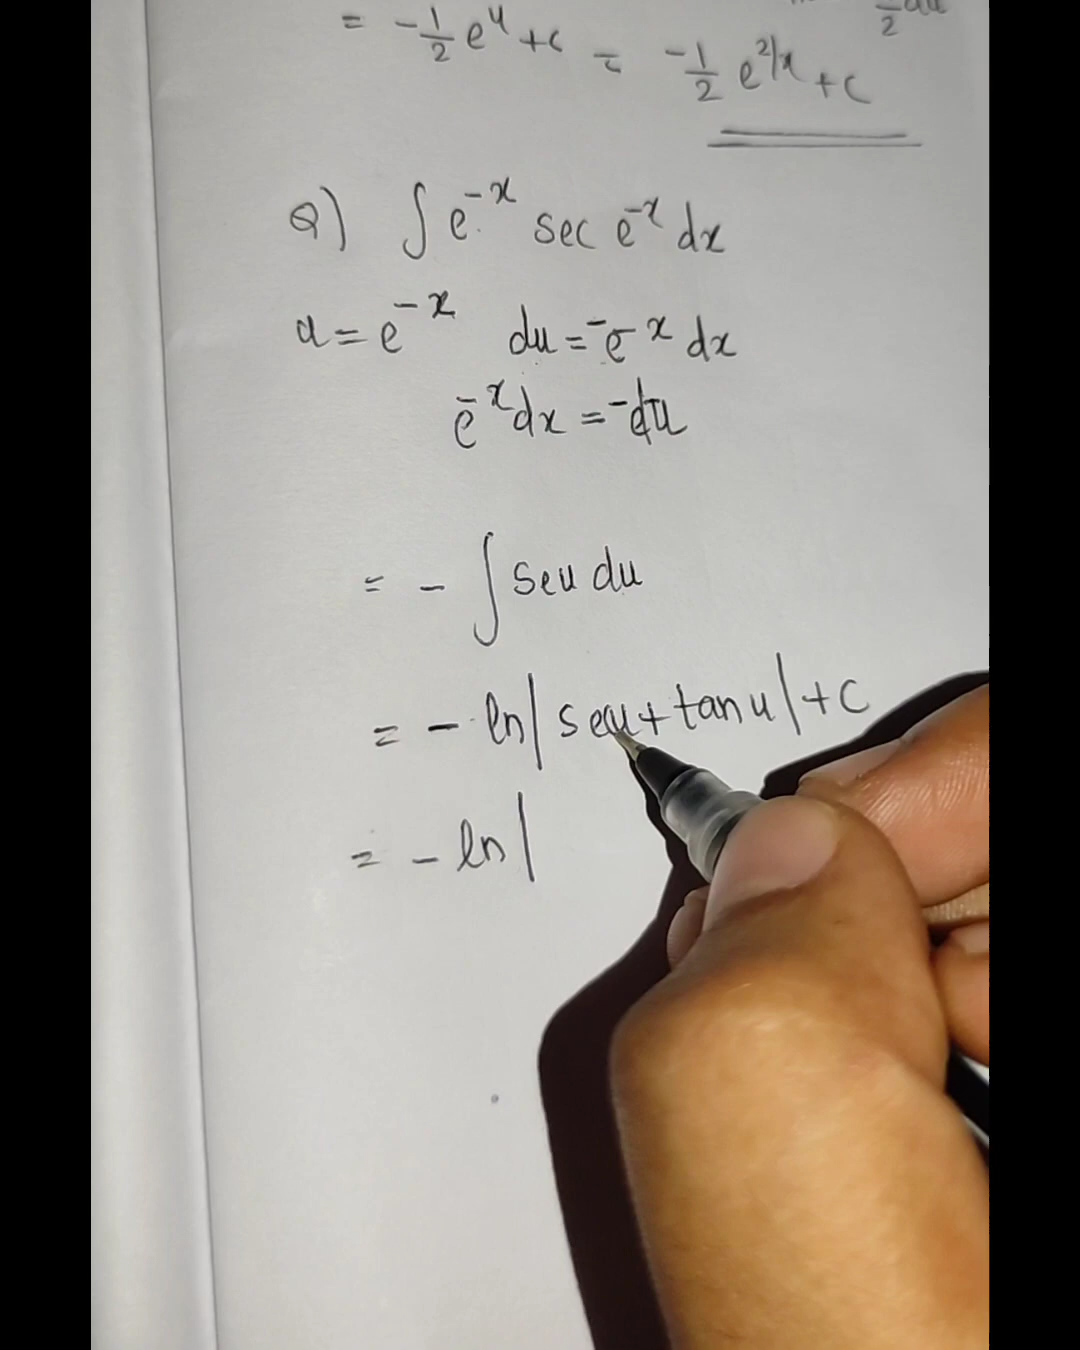 = -1/2 e^u + c = -1/2 e^{2/x} + c
Q) ∫ e^{-x} sec e^{-x} dx
u = e^{-x} du = -e^{-x} dx
e^{-x} dx = -du
= - ∫ secu du
= - ln| secu + tan u | + c
= - ln|